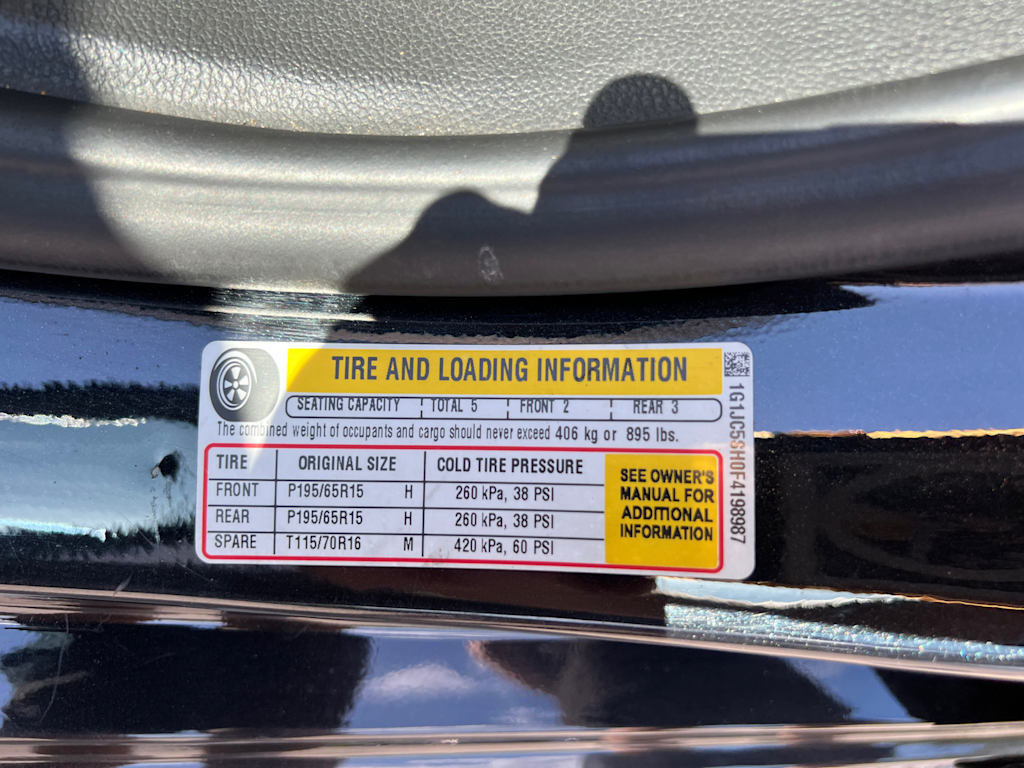 TIRE AND LOADING INFORMATION
SEATING CAPACITY TOTAL 5 FRONT 2 REAR 3
The combined weight of occupants and cargo should never exceed 406 kg or 895 lbs.
TIRE ORIGINAL SIZE COLD TIRE PRESSURE
FRONT P195/65R15 H 260 kPa, 38 PSI
REAR P195/65R15 H 260 kPa, 38 PSI
SPARE T115/70R16 M 420 kPa, 60 PSI
SEE OWNER'S
MANUAL FOR
ADDITIONAL
INFORMATION
1G1JC5SH0F4198987